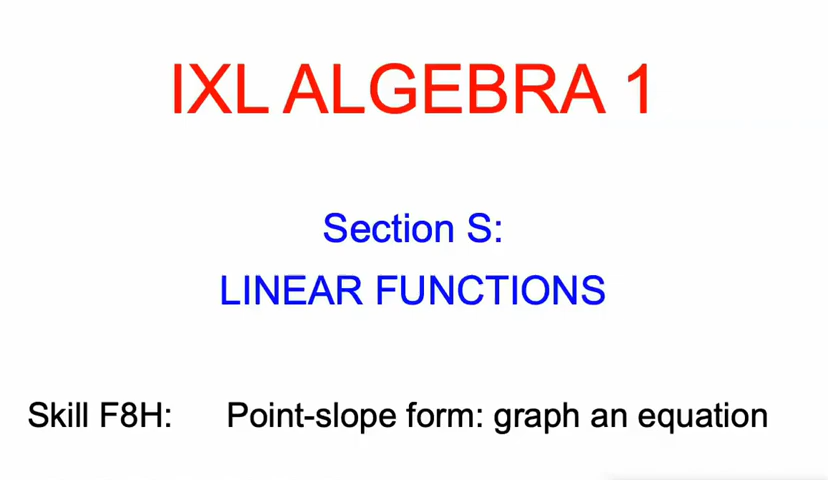 IXL ALGEBRA 1
Section S:
LINEAR FUNCTIONS
Skill F8H: Point-slope form: graph an equation